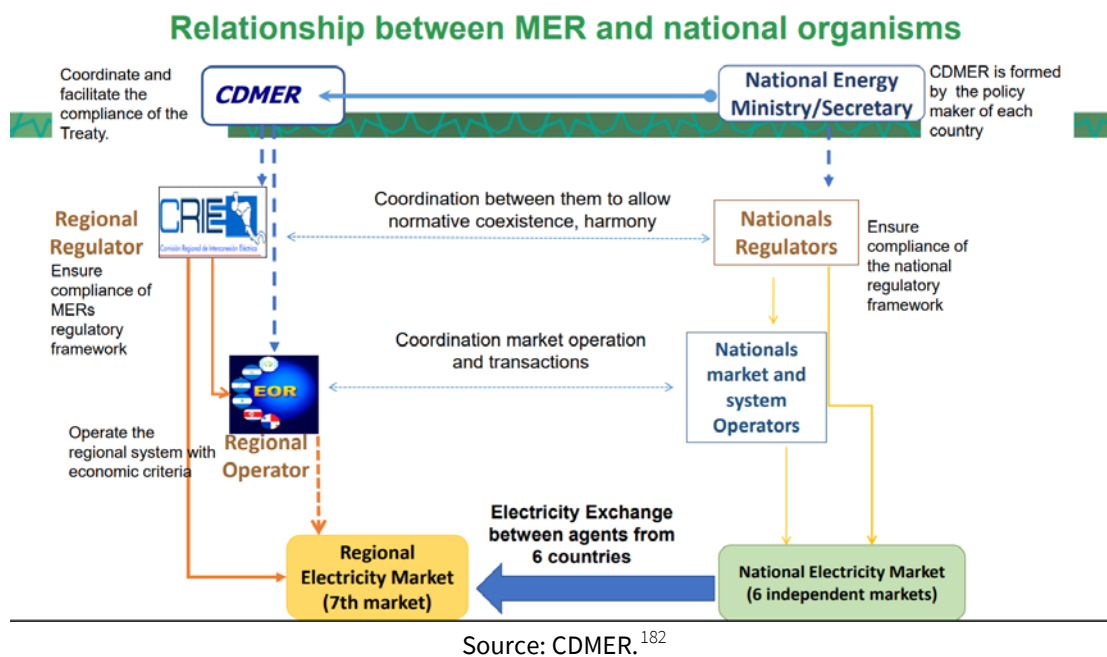 Relationship between MER and national organisms
Coordinate and
facilitate the
compliance of the
Treaty.
CDMER
National Energy
Ministry/Secretary
CDMER is formed
by the policy
maker of each
country
Regional
Regulator
CRIE
Comisión Regional de Interconexión Eléctrica
Ensure
compliance of
MERs
regulatory
framework
Coordination between them to allow
normative coexistence, harmony
Nationals
Regulators
Ensure
compliance of
the national
regulatory
framework
Coordination market operation
and transactions
Nationals
market and
system
Operators
EOR
Regional
Operator
Operate the
regional system with
economic criteria
Electricity Exchange
between agents from
6 countries
Regional
Electricity Market
(7th market)
National Electricity Market
(6 independent markets)
Source: CDMER.182